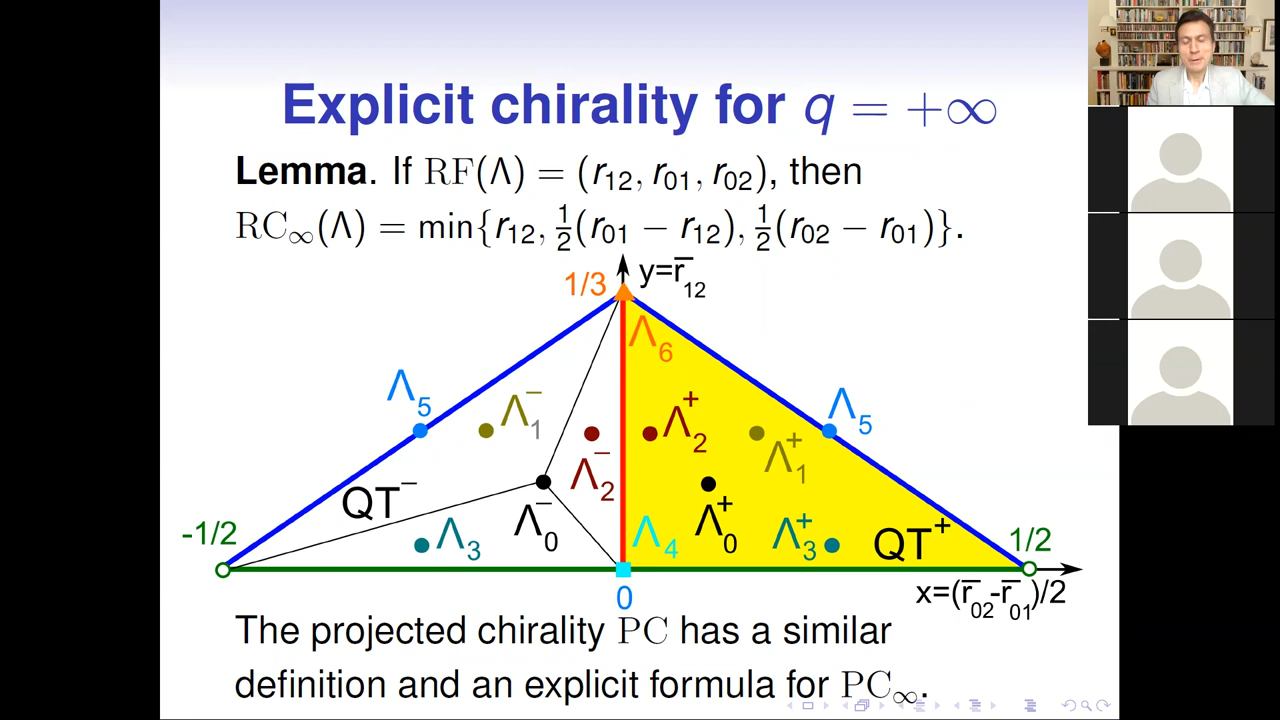 Explicit chirality for q = +∞
Lemma. If RF(Λ) = (r₁₂, r₀₁, r₀₂), then
RC∞(Λ) = min{r₁₂, ½(r₀₁ − r₁₂), ½(r₀₂ − r₀₁)}.
y=r̅₁₂
1/3
Λ₆
Λ₅
Λ₁⁻
Λ₂⁺
Λ₅
Λ₂⁻
Λ₁⁺
QT⁻
Λ₀⁻
Λ₀⁺
-1/2
Λ₃
Λ₄
Λ₃⁺
QT⁺
1/2
0
x=(r̅₀₂-r̅₀₁)/2
The projected chirality PC has a similar
definition and an explicit formula for PC∞.